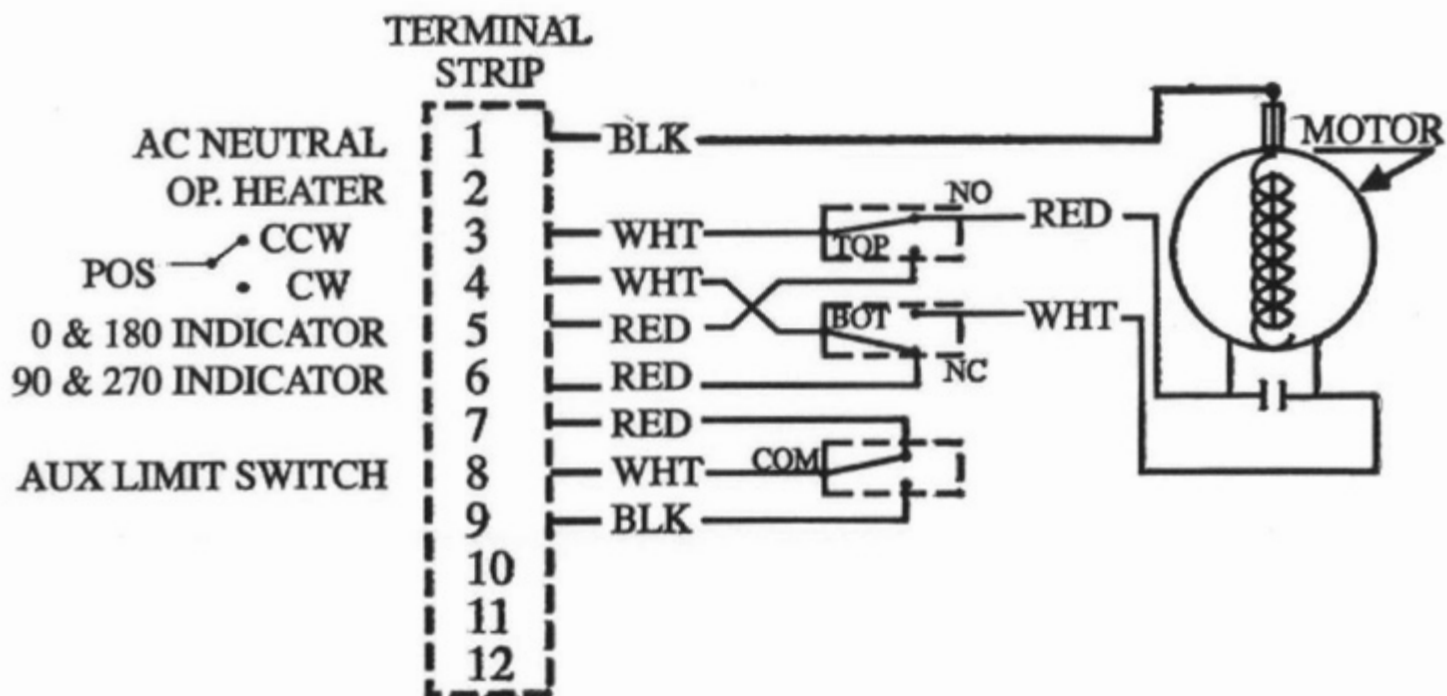 TERMINAL
STRIP
AC NEUTRAL 1 BLK
MOTOR
OP. HEATER 2
NO
CCW 3 WHT TOP RED
POS
CW 4 WHT
0 & 180 INDICATOR 5 RED BOT WHT
90 & 270 INDICATOR 6 RED NC
7 RED
AUX LIMIT SWITCH 8 WHT COM
9 BLK
10
11
12